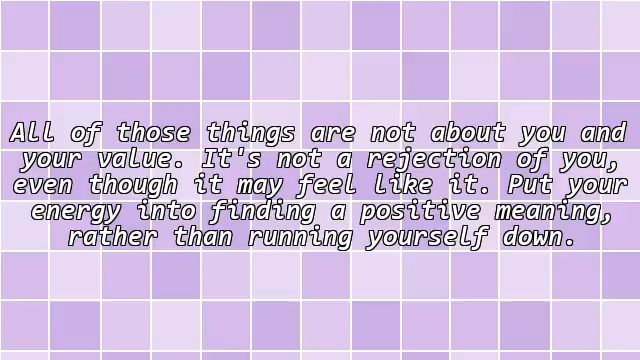 All of those things are not about you and
your value. It's not a rejection of you,
even though it may feel like it. Put your
energy into finding a positive meaning,
rather than running yourself down.